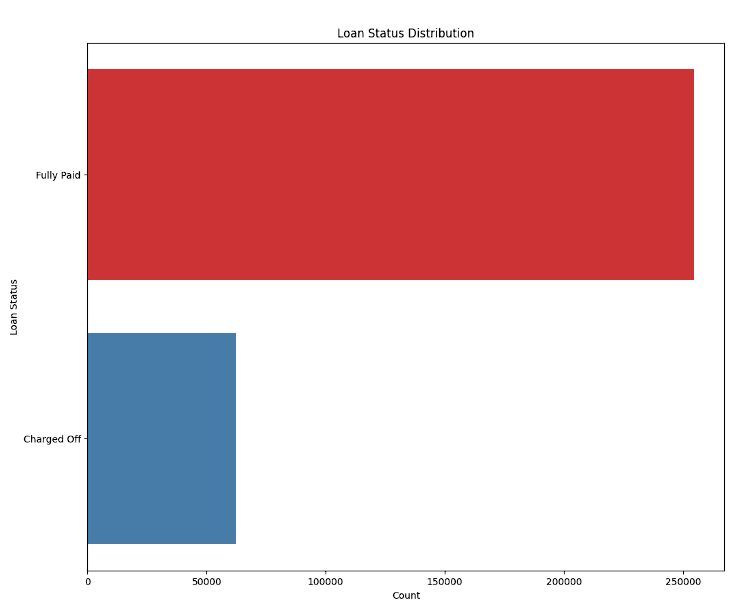 Loan Status Distribution
Fully Paid
Charged Off
Loan Status
0 50000 100000 150000 200000 250000
Count